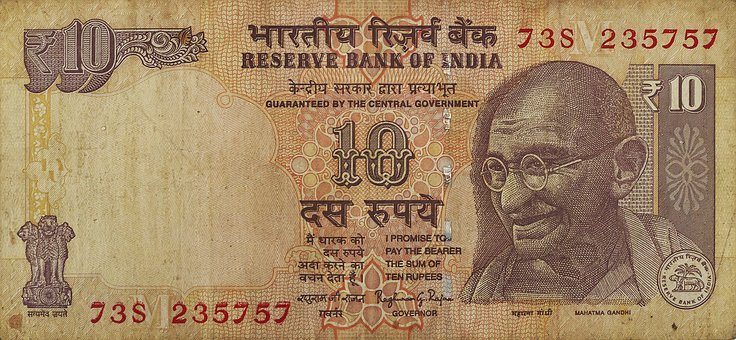 ₹10
भारतीय रिज़र्व बैंक
RESERVE BANK OF INDIA
73S M 235757
केन्द्रीय सरकार द्वारा प्रत्याभूत
GUARANTEED BY THE CENTRAL GOVERNMENT
₹10
10
दस रुपये
मैं धारक को
दस रुपये
अदा करने का
वचन देता हूँ।
I PROMISE TO
PAY THE BEARER
THE SUM OF
TEN RUPEES
रघुराम गो. राजन
गवर्नर
Raghuram G. Rajan
GOVERNOR
सत्यमेव जयते
73S M 235757
महात्मा गांधी
MAHATMA GANDHI
भारतीय रिज़र्व बैंक
RESERVE BANK OF INDIA